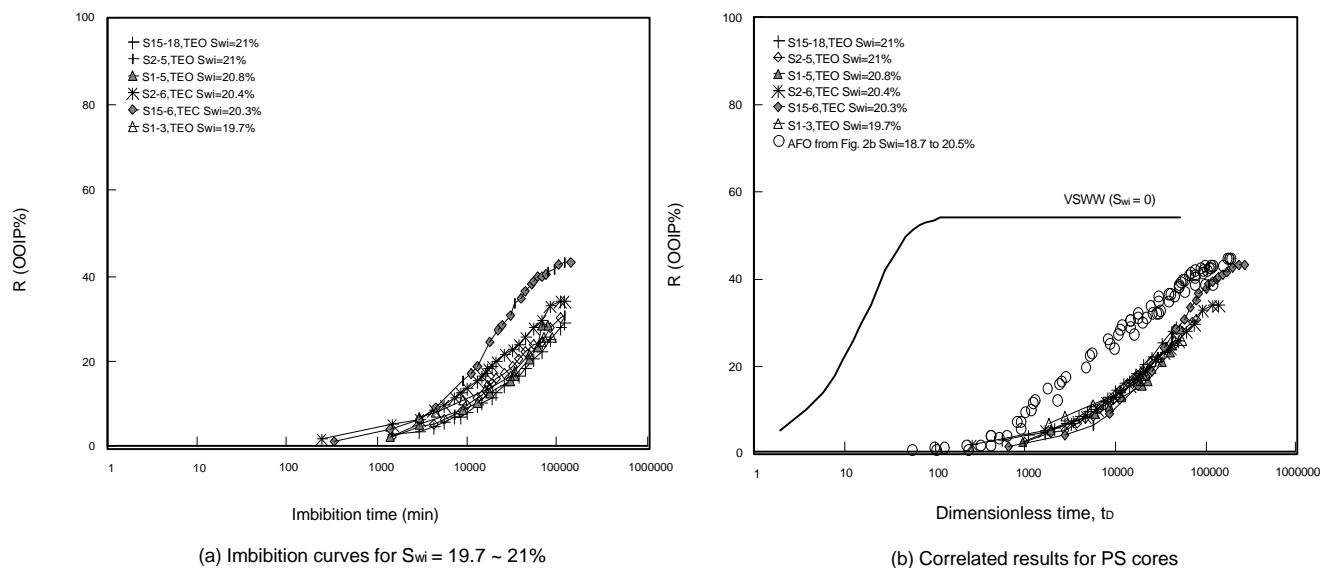 100
80
60
40
20
0
R (OOIP%)
S15-18,TEO Swi=21%
S2-5,TEO Swi=21%
S1-5,TEO Swi=20.8%
S2-6,TEC Swi=20.4%
S15-6,TEC Swi=20.3%
S1-3,TEO Swi=19.7%
1 10 100 1000 10000 100000 1000000
Imbibition time (min)
(a) Imbibition curves for Swi = 19.7 ~ 21%
100
80
60
40
20
0
R (OOIP%)
S15-18,TEO Swi=21%
S2-5,TEO Swi=21%
S1-5,TEO Swi=20.8%
S2-6,TEC Swi=20.4%
S15-6,TEC Swi=20.3%
S1-3,TEO Swi=19.7%
AFO from Fig. 2b Swi=18.7 to 20.5%
VSWW (Swi = 0)
1 10 100 1000 10000 100000 1000000
Dimensionless time, tD
(b) Correlated results for PS cores